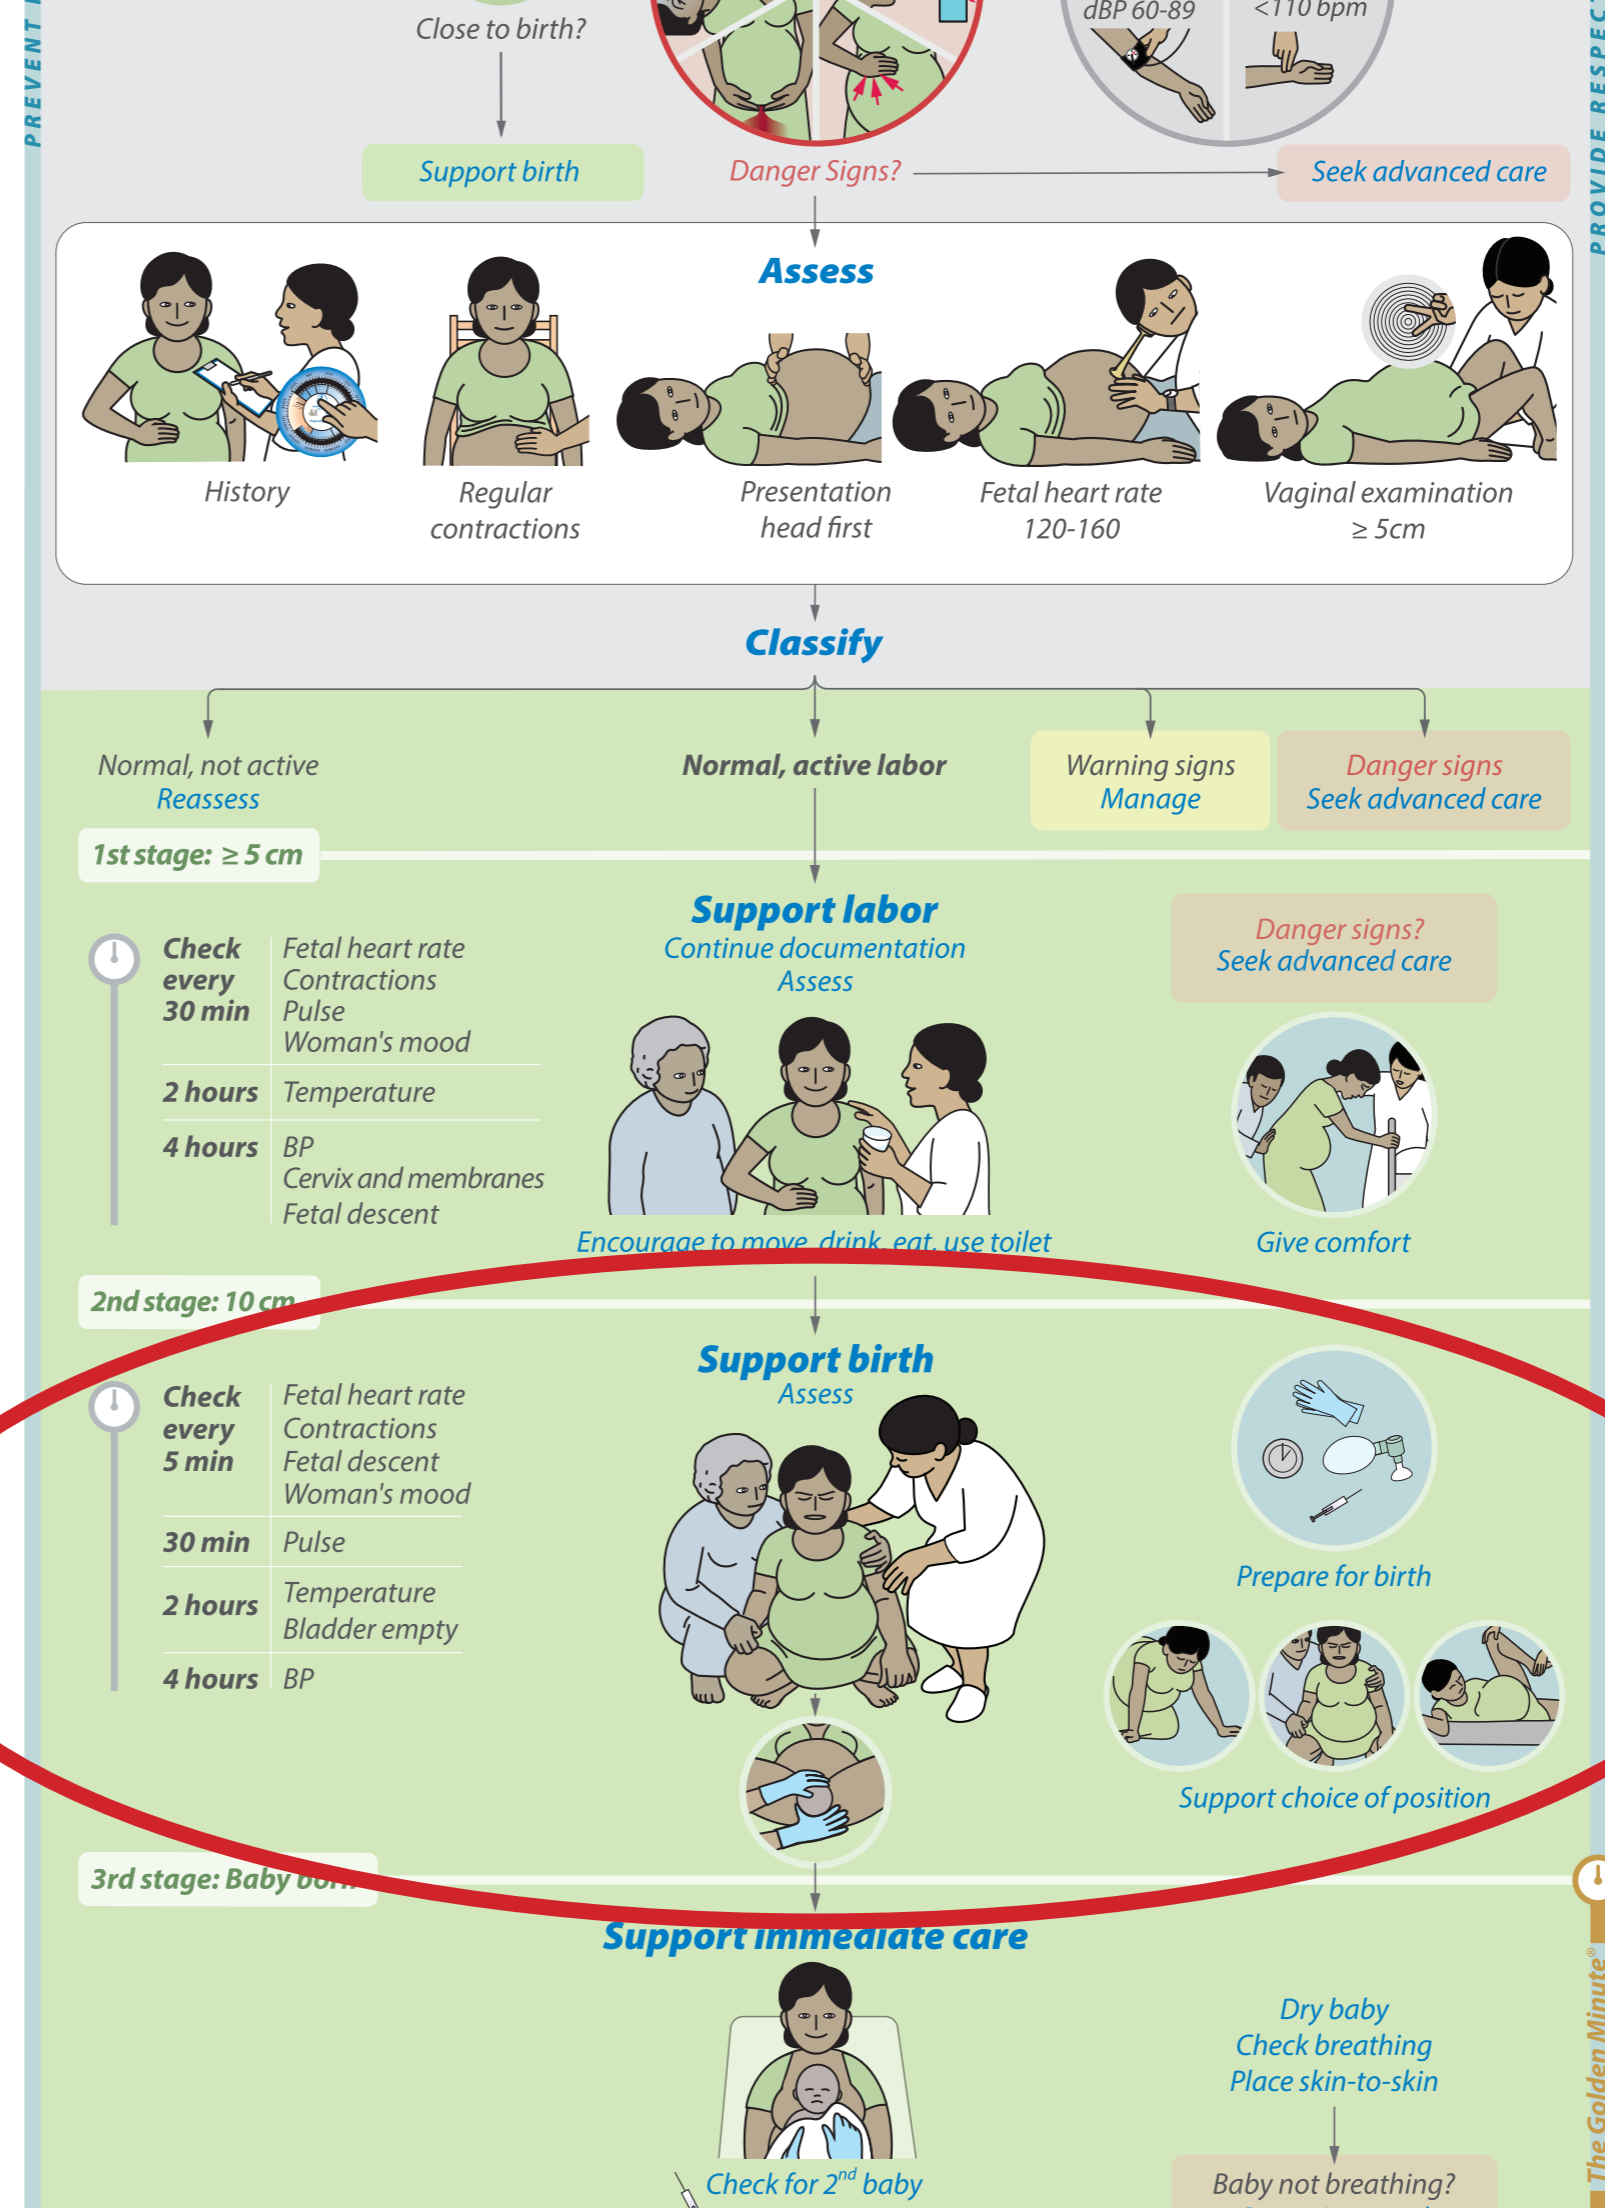 PREVENT
PROVIDE RESPEC
Close to birth?
dBP 60-89
<110 bpm
Support birth
Danger Signs?
Seek advanced care
Assess
History
Regular
contractions
Presentation
head first
Fetal heart rate
120-160
Vaginal examination
≥ 5cm
Classify
Normal, not active
Reassess
Normal, active labor
Warning signs
Manage
Danger signs
Seek advanced care
1st stage: ≥ 5 cm
Support labor
Continue documentation
Assess
Danger signs?
Seek advanced care
Check every 30 min
Fetal heart rate
Contractions
Pulse
Woman's mood
2 hours Temperature
4 hours BP
Cervix and membranes
Fetal descent
Encourage to move, drink, eat, use toilet
Give comfort
2nd stage: 10 cm
Support birth
Assess
Check every 5 min
Fetal heart rate
Contractions
Fetal descent
Woman's mood
30 min Pulse
2 hours Temperature
Bladder empty
4 hours BP
Prepare for birth
Support choice of position
3rd stage: Baby born
Support immediate care
Dry baby
Check breathing
Place skin-to-skin
The Golden Minute®
Check for 2nd baby
Baby not breathing?